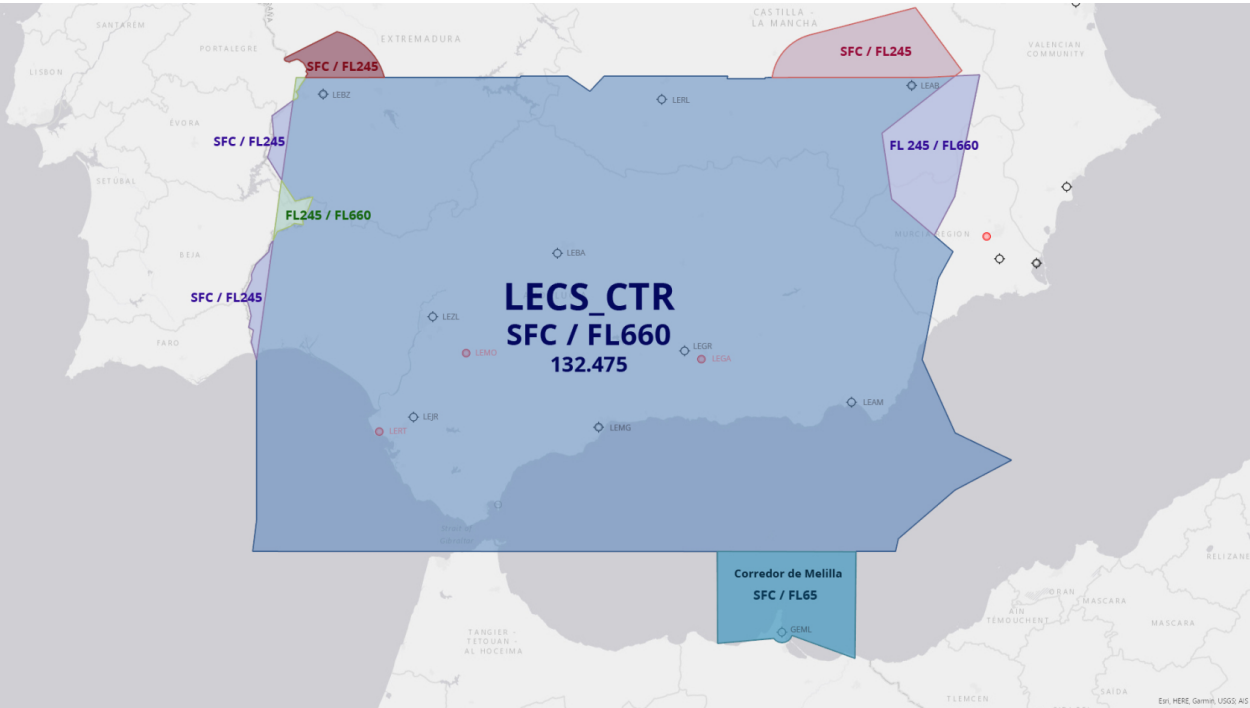 SANTARÉM
CASTILLA -
LA MANCHA
PORTALEGRE
EXTREMADURA
VALENCIAN
COMMUNITY
SFC / FL245
SFC / FL245
LISBON
LEBZ
LERL
LEAB
ÉVORA
SFC / FL245
FL 245 / FL660
SETÚBAL
FL245 / FL660
MURCIA REGION
BEJA
LEBA
SFC / FL245
LECS_CTR
SFC / FL660
132.475
LEZL
FARO
LEMO
LEGR
LEGA
LEAM
LEJR
LERT
LEMG
Corredor de Melilla
SFC / FL65
GEML
TANGIER -
TETOUAN -
AL HOCEIMA
RELIZANE
ORAN
MASCARA
AÏN
TEMOUCHENT
MASCARA
SAÏDA
TLEMCEN
Esri, HERE, Garmin, USGS; AIS